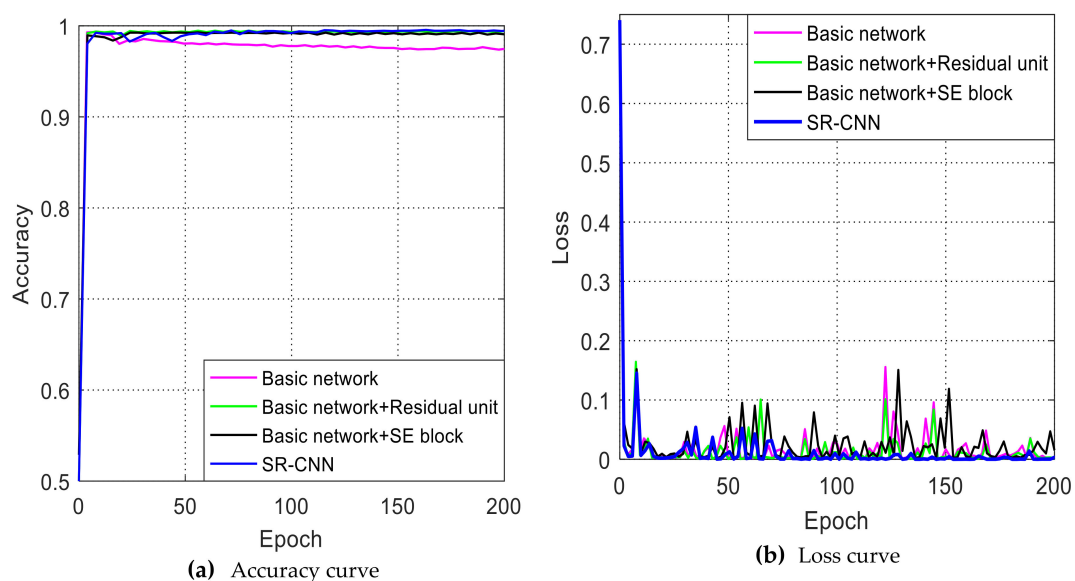 1
0.9
0.8
0.7
0.6
0.5
Accuracy
0
50
100
150
200
Epoch
Basic network
Basic network+Residual unit
Basic network+SE block
SR-CNN
(a) Accuracy curve
0.7
0.6
0.5
0.4
0.3
0.2
0.1
0
Loss
0
50
100
150
200
Epoch
Basic network
Basic network+Residual unit
Basic network+SE block
SR-CNN
(b) Loss curve